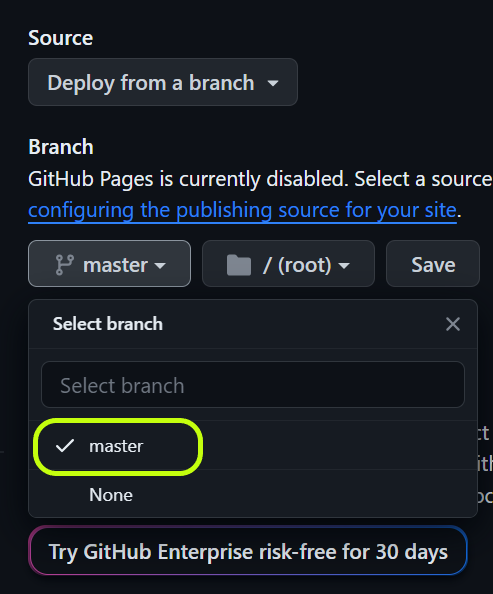 Source
Deploy from a branch
Branch
GitHub Pages is currently disabled. Select a source
configuring the publishing source for your site.
master / (root) Save
Select branch
Select branch
master
None
Try GitHub Enterprise risk-free for 30 days